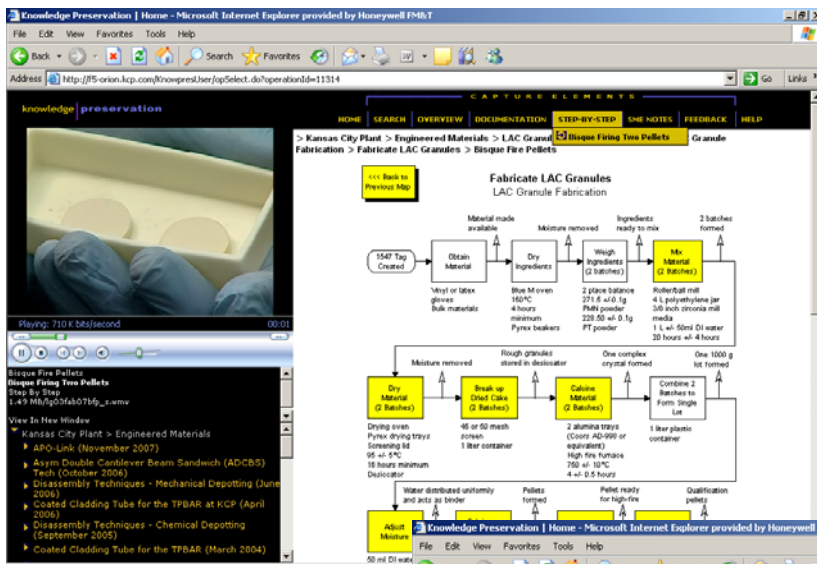 Knowledge Preservation | Home - Microsoft Internet Explorer provided by Honeywell FM&T
File Edit View Favorites Tools Help
Back Search Favorites
Address http://f5-orion.kcp.com/KnowpresUser/opSelect.do?operationId=11314 Go Links
knowledge|preservation
CAPTURE ELEMENTS
HOME SEARCH OVERVIEW DOCUMENTATION STEP-BY-STEP SME NOTES FEEDBACK HELP
Bisque Firing Two Pellets
> Kansas City Plant > Engineered Materials > LAC Granul Granule
Fabrication > Fabricate LAC Granules > Bisque Fire Pellets
<<< Back to
Previous Map
Fabricate LAC Granules
LAC Granule Fabrication
Material made
available
Moisture removed
Ingredients
ready to mix
2 batches
formed
1547 Tag
Created
Obtain
Material
Dry
Ingredients
Weigh
Ingredients
(2 batches)
Mix
Material
(2 Batches)
Vinyl or latex
gloves
Bulk materials
Blue M oven
150°C
4 hours
minimum
Pyrex beakers
2 place balance
271.5 +/-0.1g
PMN powder
228.50 +/- 0.1g
PT powder
Roller/ball mill
4 L polyethylene jar
3/8 inch zirconia mill
media
1 L +/- 50ml DI water
20 hours +/- 4 hours
Playing: 710 K bits/second 00:01
Bisque Fire Pellets
Bisque Firing Two Pellets
Step By Step
1.49 MB/lg03fab07bfp_s.wmv
View In New Window
Kansas City Plant > Engineered Materials
APO-Link (November 2007)
Asym Double Cantilever Beam Sandwich (ADCBS)
Tech (October 2006)
Disassembly Techniques - Mechanical Depotting (June
2006)
Coated Cladding Tube for the TPBAR at KCP (April
2006)
Disassembly Techniques - Chemical Depotting
(September 2005)
Coated Cladding Tube for the TPBAR (March 2004)
Moisture removed
Rough granules
stored in desiocator
One complex
crystal formed
One 1000 g
lot formed
Dry
Material
(2 Batches)
Break up
Dried Cake
(2 Batches)
Calcine
Material
(2 Batches)
Combine 2
Batches to
Form Single
Lot
Drying oven
Pyrex drying trays
Screening lid
95 +/- 5°C
16 hours minimum
Desiocator
45 or 50 mesh
screen
1 liter container
2 alumina trays
(Coors AD-999 or
equivalent)
High fire furnace
750 +/- 10°C
4 +/- 0.5 hours
1 liter plastic
container
Water distributed uniformly
and acts as binder
Pellets
formed
Pellet ready
for high-fire
Qualification
pellets
Adjust
Moisture
50 ml DI wate
Knowledge Preservation | Home - Microsoft Internet Explorer provided by Honeywell
File Edit View Favorites Tools Help